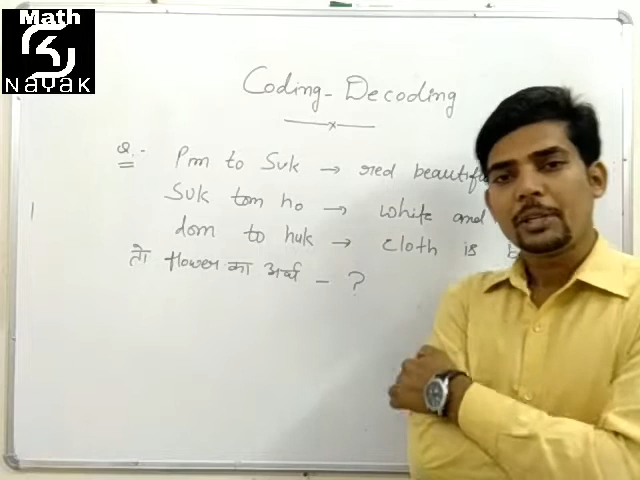 Math
NAYAK
Coding-Decoding
Q.- Pm to Suk → red
Suk tom ho → white and
dom to huk → cloth is
तो flower का अर्थ - ?